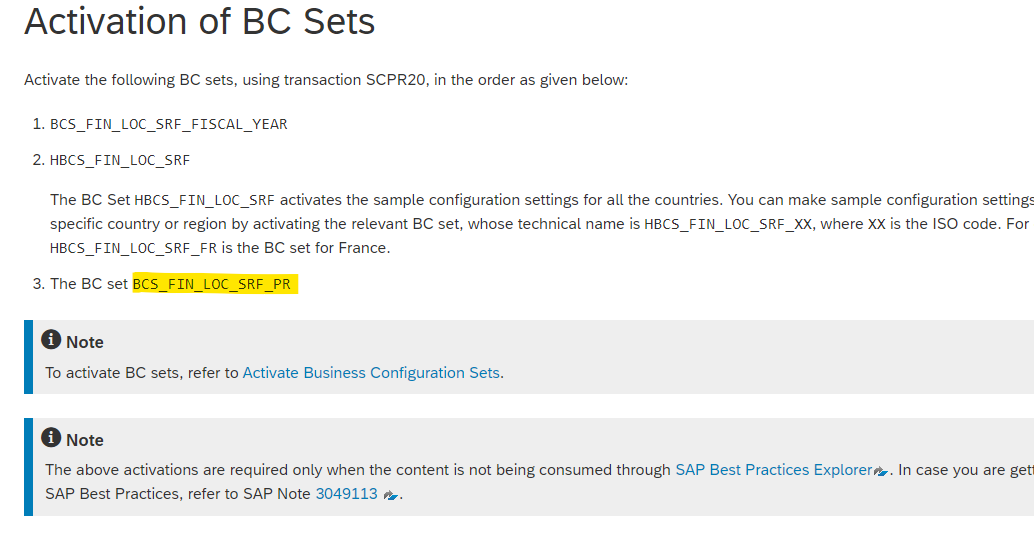 Activation of BC Sets
Activate the following BC sets, using transaction SCPR20, in the order as given below:
1. BCS_FIN_LOC_SRF_FISCAL_YEAR
2. HBCS_FIN_LOC_SRF
The BC Set HBCS_FIN_LOC_SRF activates the sample configuration settings for all the countries. You can make sample configuration settings
specific country or region by activating the relevant BC set, whose technical name is HBCS_FIN_LOC_SRF_XX, where XX is the ISO code. For
HBCS_FIN_LOC_SRF_FR is the BC set for France.
3. The BC set BCS_FIN_LOC_SRF_PR
Note
To activate BC sets, refer to Activate Business Configuration Sets.
Note
The above activations are required only when the content is not being consumed through SAP Best Practices Explorer. In case you are gett
SAP Best Practices, refer to SAP Note 3049113.